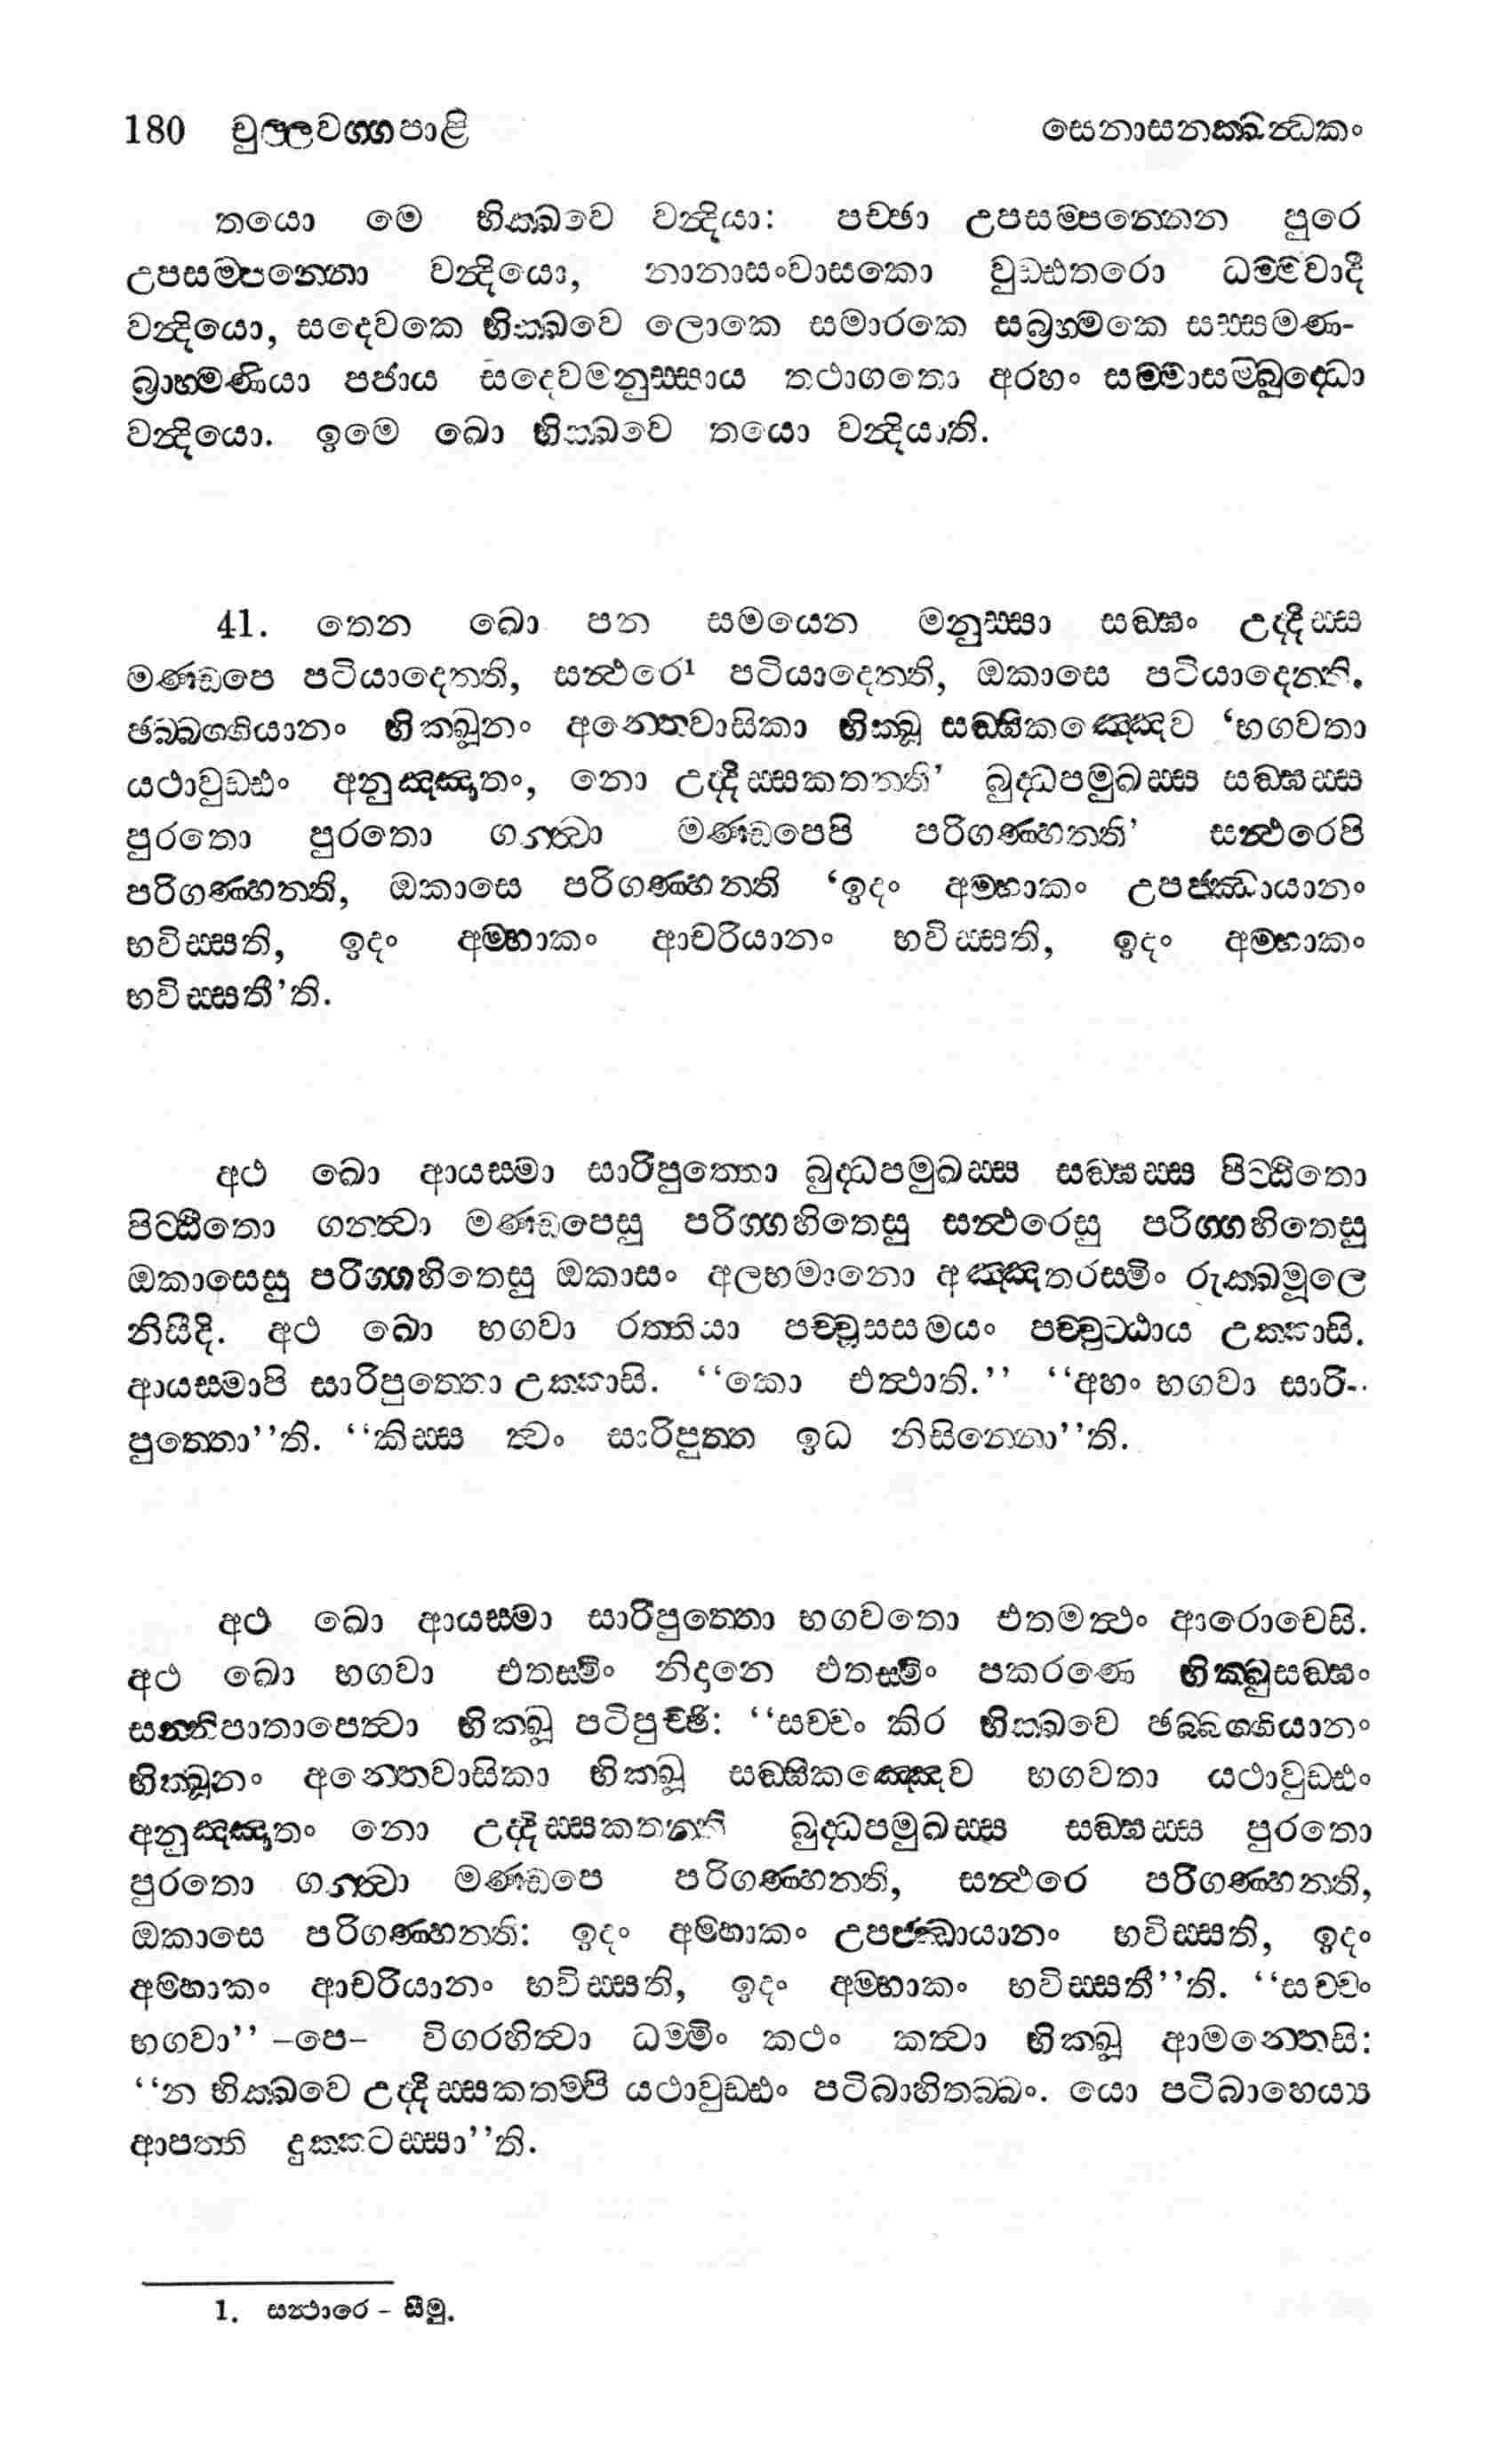 180 චුල්ලවග්ගපාළි සෙනාසනක්ඛන්ධකං
තයො මෙ භික්ඛවෙ වන්දියා: පච්ඡා උපසම්පන්නෙන පුරෙ
උපසම්පන්නො වන්දියො, නානාසංවාසකො වුඩ්ඪතරො ධම්මවාදී
වන්දියො, සදෙවකෙ භික්ඛවෙ ලොකෙ සමාරකෙ සබ්‍රහ්මකෙ සස්සමණ-
බ්‍රාහ්මණියා පජාය සදෙවමනුස්සාය තථාගතො අරහං සම්මාසම්බුද්ධො
වන්දියො. ඉමෙ ඛො භික්ඛවෙ තයො වන්දියාති.
41. තෙන ඛො පන සමයෙන මනුස්සා සඞ්ඝං උද්දිස්ස
මණ්ඩපෙ පටියාදෙන්ති, සන්ථරෙ¹ පටියාදෙන්ති, ඔකාසෙ පටියාදෙන්ති.
ඡබ්බග්ගියානං භික්ඛූනං අන්තෙවාසිකා භික්ඛූ සඞ්ඝිකඤ්ඤෙව ‘භගවතා
යථාවුඩ්ඪං අනුඤ්ඤාතං, නො උද්දිස්සකතන්ති’ බුද්ධපමුඛස්ස සඞ්ඝස්ස
පුරතො පුරතො ගන්ත්‍වා මණ්ඩපෙපි පරිගණ්හන්ති’ සන්ථරෙපි
පරිගණ්හන්ති, ඔකාසෙ පරිගණ්හන්ති ‘ඉදං අම්හාකං උපජ්ඣායානං
භවිස්සති, ඉදං අම්හාකං ආචරියානං භවිස්සති, ඉදං අම්හාකං
භවිස්සතී’ති.
අථ ඛො ආයස්මා සාරිපුත්තො බුද්ධපමුඛස්ස සඞ්ඝස්ස පිට්ඨිතො
පිට්ඨිතො ගන්ත්‍වා මණ්ඩපෙසු පරිග්ගහිතෙසු සන්ථරෙසු පරිග්ගහිතෙසු
ඔකාසෙසු පරිග්ගහිතෙසු ඔකාසං අලභමානො අඤ්ඤතරස්මිං රුක්ඛමූලෙ
නිසීදි. අථ ඛො භගවා රත්තියා පච්චූසසමයං පච්චුට්ඨාය උක්කාසි.
ආයස්මාපි සාරිපුත්තො උක්කාසි. “කො එත්ථාති.” “අහං භගවා සාරි-
පුත්තො”ති. “කිස්ස ත්‍වං සාරිපුත්ත ඉධ නිසින්නො”ති.
අථ ඛො ආයස්මා සාරිපුත්තො භගවතො එතමත්ථං ආරොචෙසි.
අථ ඛො භගවා එතස්මිං නිදානෙ එතස්මිං පකරණෙ භික්ඛුසඞ්ඝං
සන්නිපාතාපෙත්‍වා භික්ඛූ පටිපුච්ඡි: “සච්චං කිර භික්ඛවෙ ඡබ්බග්ගියානං
භික්ඛූනං අන්තෙවාසිකා භික්ඛූ සඞ්ඝිකඤ්ඤෙව භගවතා යථාවුඩ්ඪං
අනුඤ්ඤාතං නො උද්දිස්සකතන්ති බුද්ධපමුඛස්ස සඞ්ඝස්ස පුරතො
පුරතො ගන්ත්‍වා මණ්ඩපෙ පරිගණ්හන්ති, සන්ථරෙ පරිගණ්හන්ති,
ඔකාසෙ පරිගණ්හන්ති: ඉදං අම්හාකං උපජ්ඣායානං භවිස්සති, ඉදං
අම්හාකං ආචරියානං භවිස්සති, ඉදං අම්හාකං භවිස්සතී”ති. “සච්චං
භගවා” –පෙ– විගරහිත්‍වා ධම්මිං කථං කත්‍වා භික්ඛූ ආමන්තෙසි:
“න භික්ඛවෙ උද්දිස්සකතම්පි යථාවුඩ්ඪං පටිබාහිතබ්බං. යො පටිබාහෙය්‍ය
ආපත්ති දුක්කටස්සා”ති.
1. සන්ථාරෙ – සීමු.